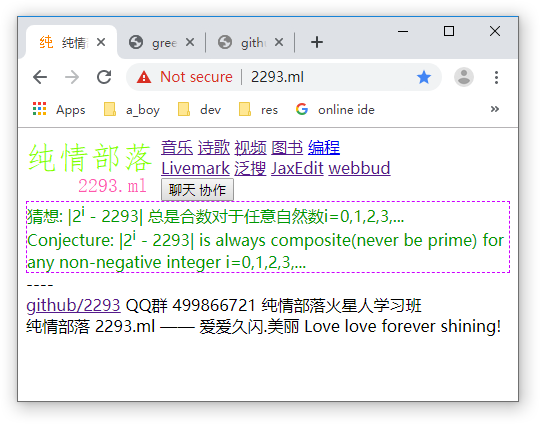 纯 纯情 gree gith
Not secure 2293.ml
Apps a_boy dev res online ide »
纯情部落
2293.ml
音乐 诗歌 视频 图书 编程
Livemark 泛搜 JaxEdit webbud
聊天 协作
猜想: |2^i - 2293| 总是合数对于任意自然数i=0,1,2,3,...
Conjecture: |2^i - 2293| is always composite(never be prime) for
any non-negative integer i=0,1,2,3,...
----
github/2293 QQ群 499866721 纯情部落火星人学习班
纯情部落 2293.ml —— 爱爱久闪.美丽 Love love forever shining!